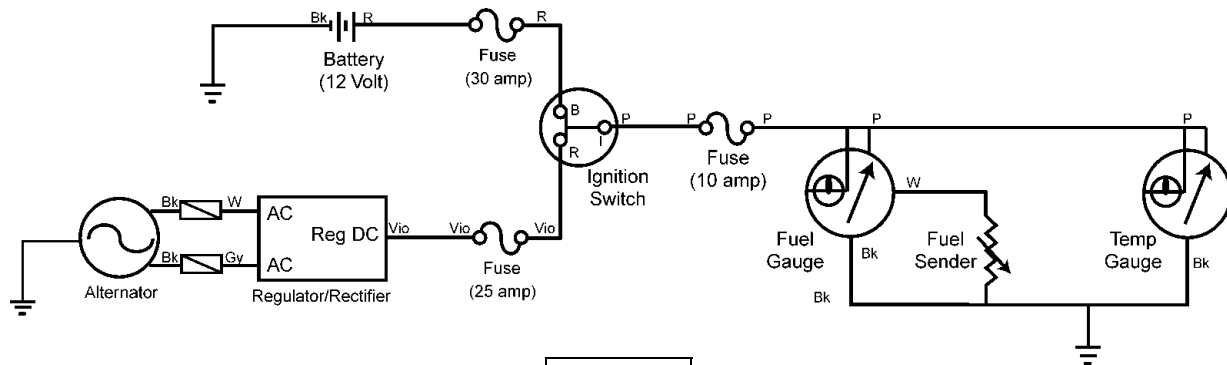 Bk
R
R
Battery
(12 Volt)
Fuse
(30 amp)
B
R
I
P
P
P
P
P
Ignition
Switch
Fuse
(10 amp)
W
Fuel
Gauge
Bk
Fuel
Sender
Temp
Gauge
Bk
Bk
Bk
W
AC
Bk
Gy
AC
Reg DC
Vio
Vio
Vio
Fuse
(25 amp)
Alternator
Regulator/Rectifier